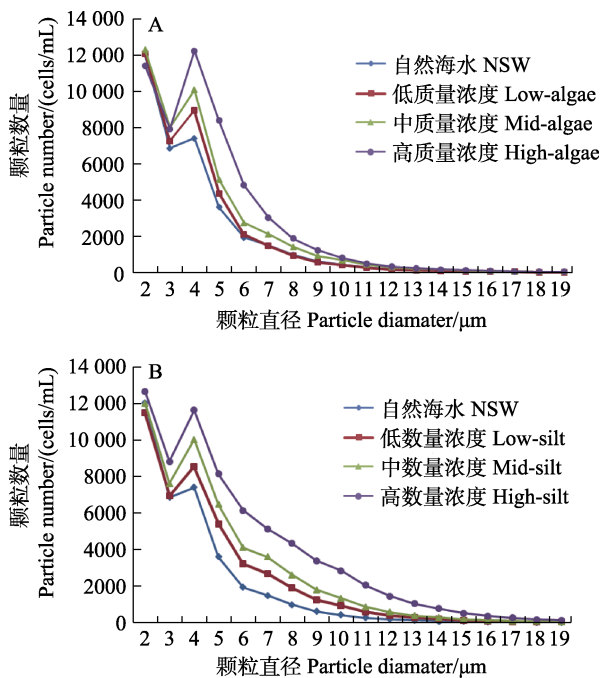 A
14 000
12 000
10 000
8000
6000
4000
2000
0
颗粒数量
Particle number/(cells/mL)
自然海水 NSW
低质量浓度 Low-algae
中质量浓度 Mid-algae
高质量浓度 High-algae
2 3 4 5 6 7 8 9 10 11 12 13 14 15 16 17 18 19
颗粒直径 Particle diamater/μm
B
14 000
12 000
10 000
8000
6000
4000
2000
0
颗粒数量
Particle number/(cells/mL)
自然海水 NSW
低数量浓度 Low-silt
中数量浓度 Mid-silt
高数量浓度 High-silt
2 3 4 5 6 7 8 9 10 11 12 13 14 15 16 17 18 19
颗粒直径 Particle diamater/μm